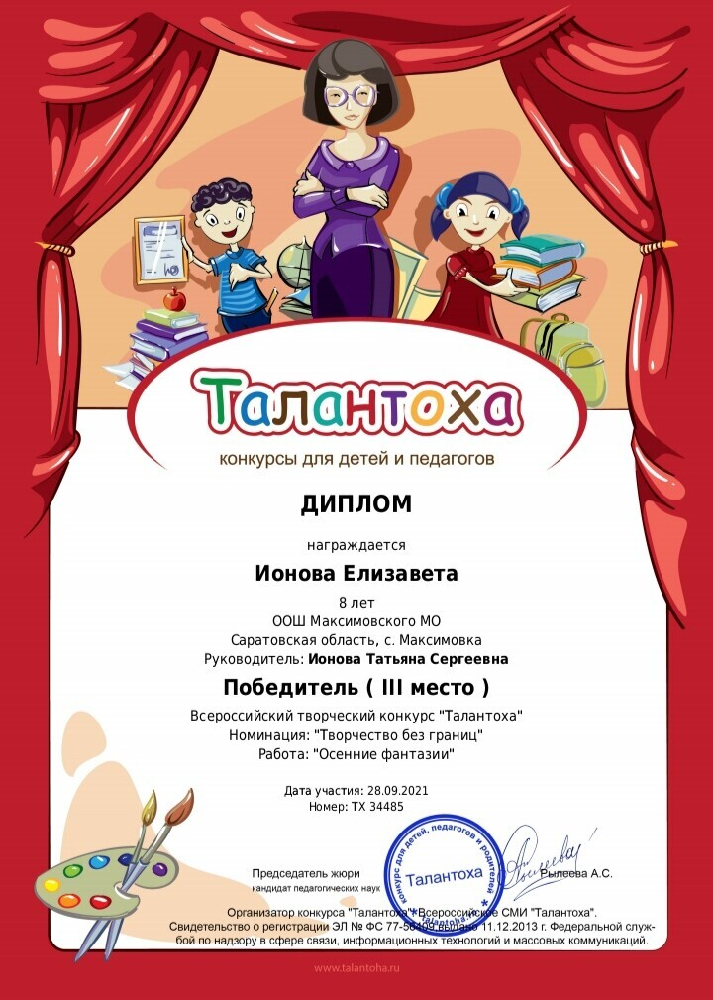 Талантоха
конкурсы для детей и педагогов
ДИПЛОМ
награждается
Ионова Елизавета
8 лет
ООШ Максимовского МО
Саратовская область, с. Максимовка
Руководитель: Ионова Татьяна Сергеевна
Победитель ( III место )
Всероссийский творческий конкурс "Талантоха"
Номинация: "Творчество без границ"
Работа: "Осенние фантазии"
Дата участия: 28.09.2021
Номер: TX 34485
конкурс для детей, педагогов и родителей
Талантоха
Председатель жюри
кандидат педагогических наук
Рылеева А.С.
Организатор конкурса "Талантоха": Всероссийское СМИ "Талантоха".
Свидетельство о регистрации ЭЛ № ФС 77-56409 выдано 11.12.2013 г. Федеральной служ-
бой по надзору в сфере связи, информационных технологий и массовых коммуникаций.
www.talantoha.ru